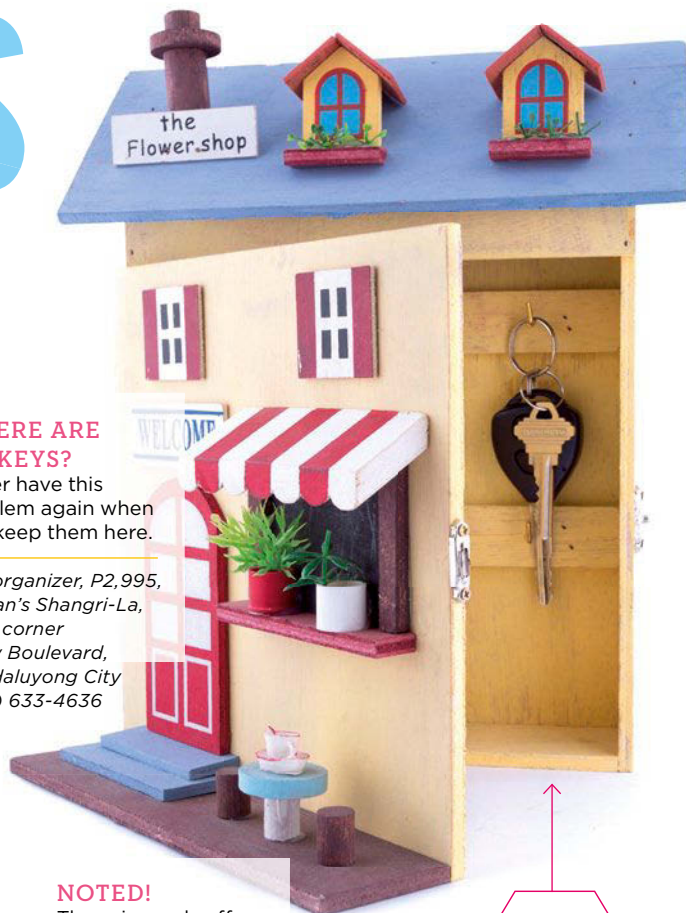 S
the
Flower.shop
WELCOME
ERE ARE
KEYS?
er have this
lem again when
keep them here.
organizer, P2,995,
an's Shangri-La,
corner
Boulevard,
daluyong City
) 633-4636
NOTED!